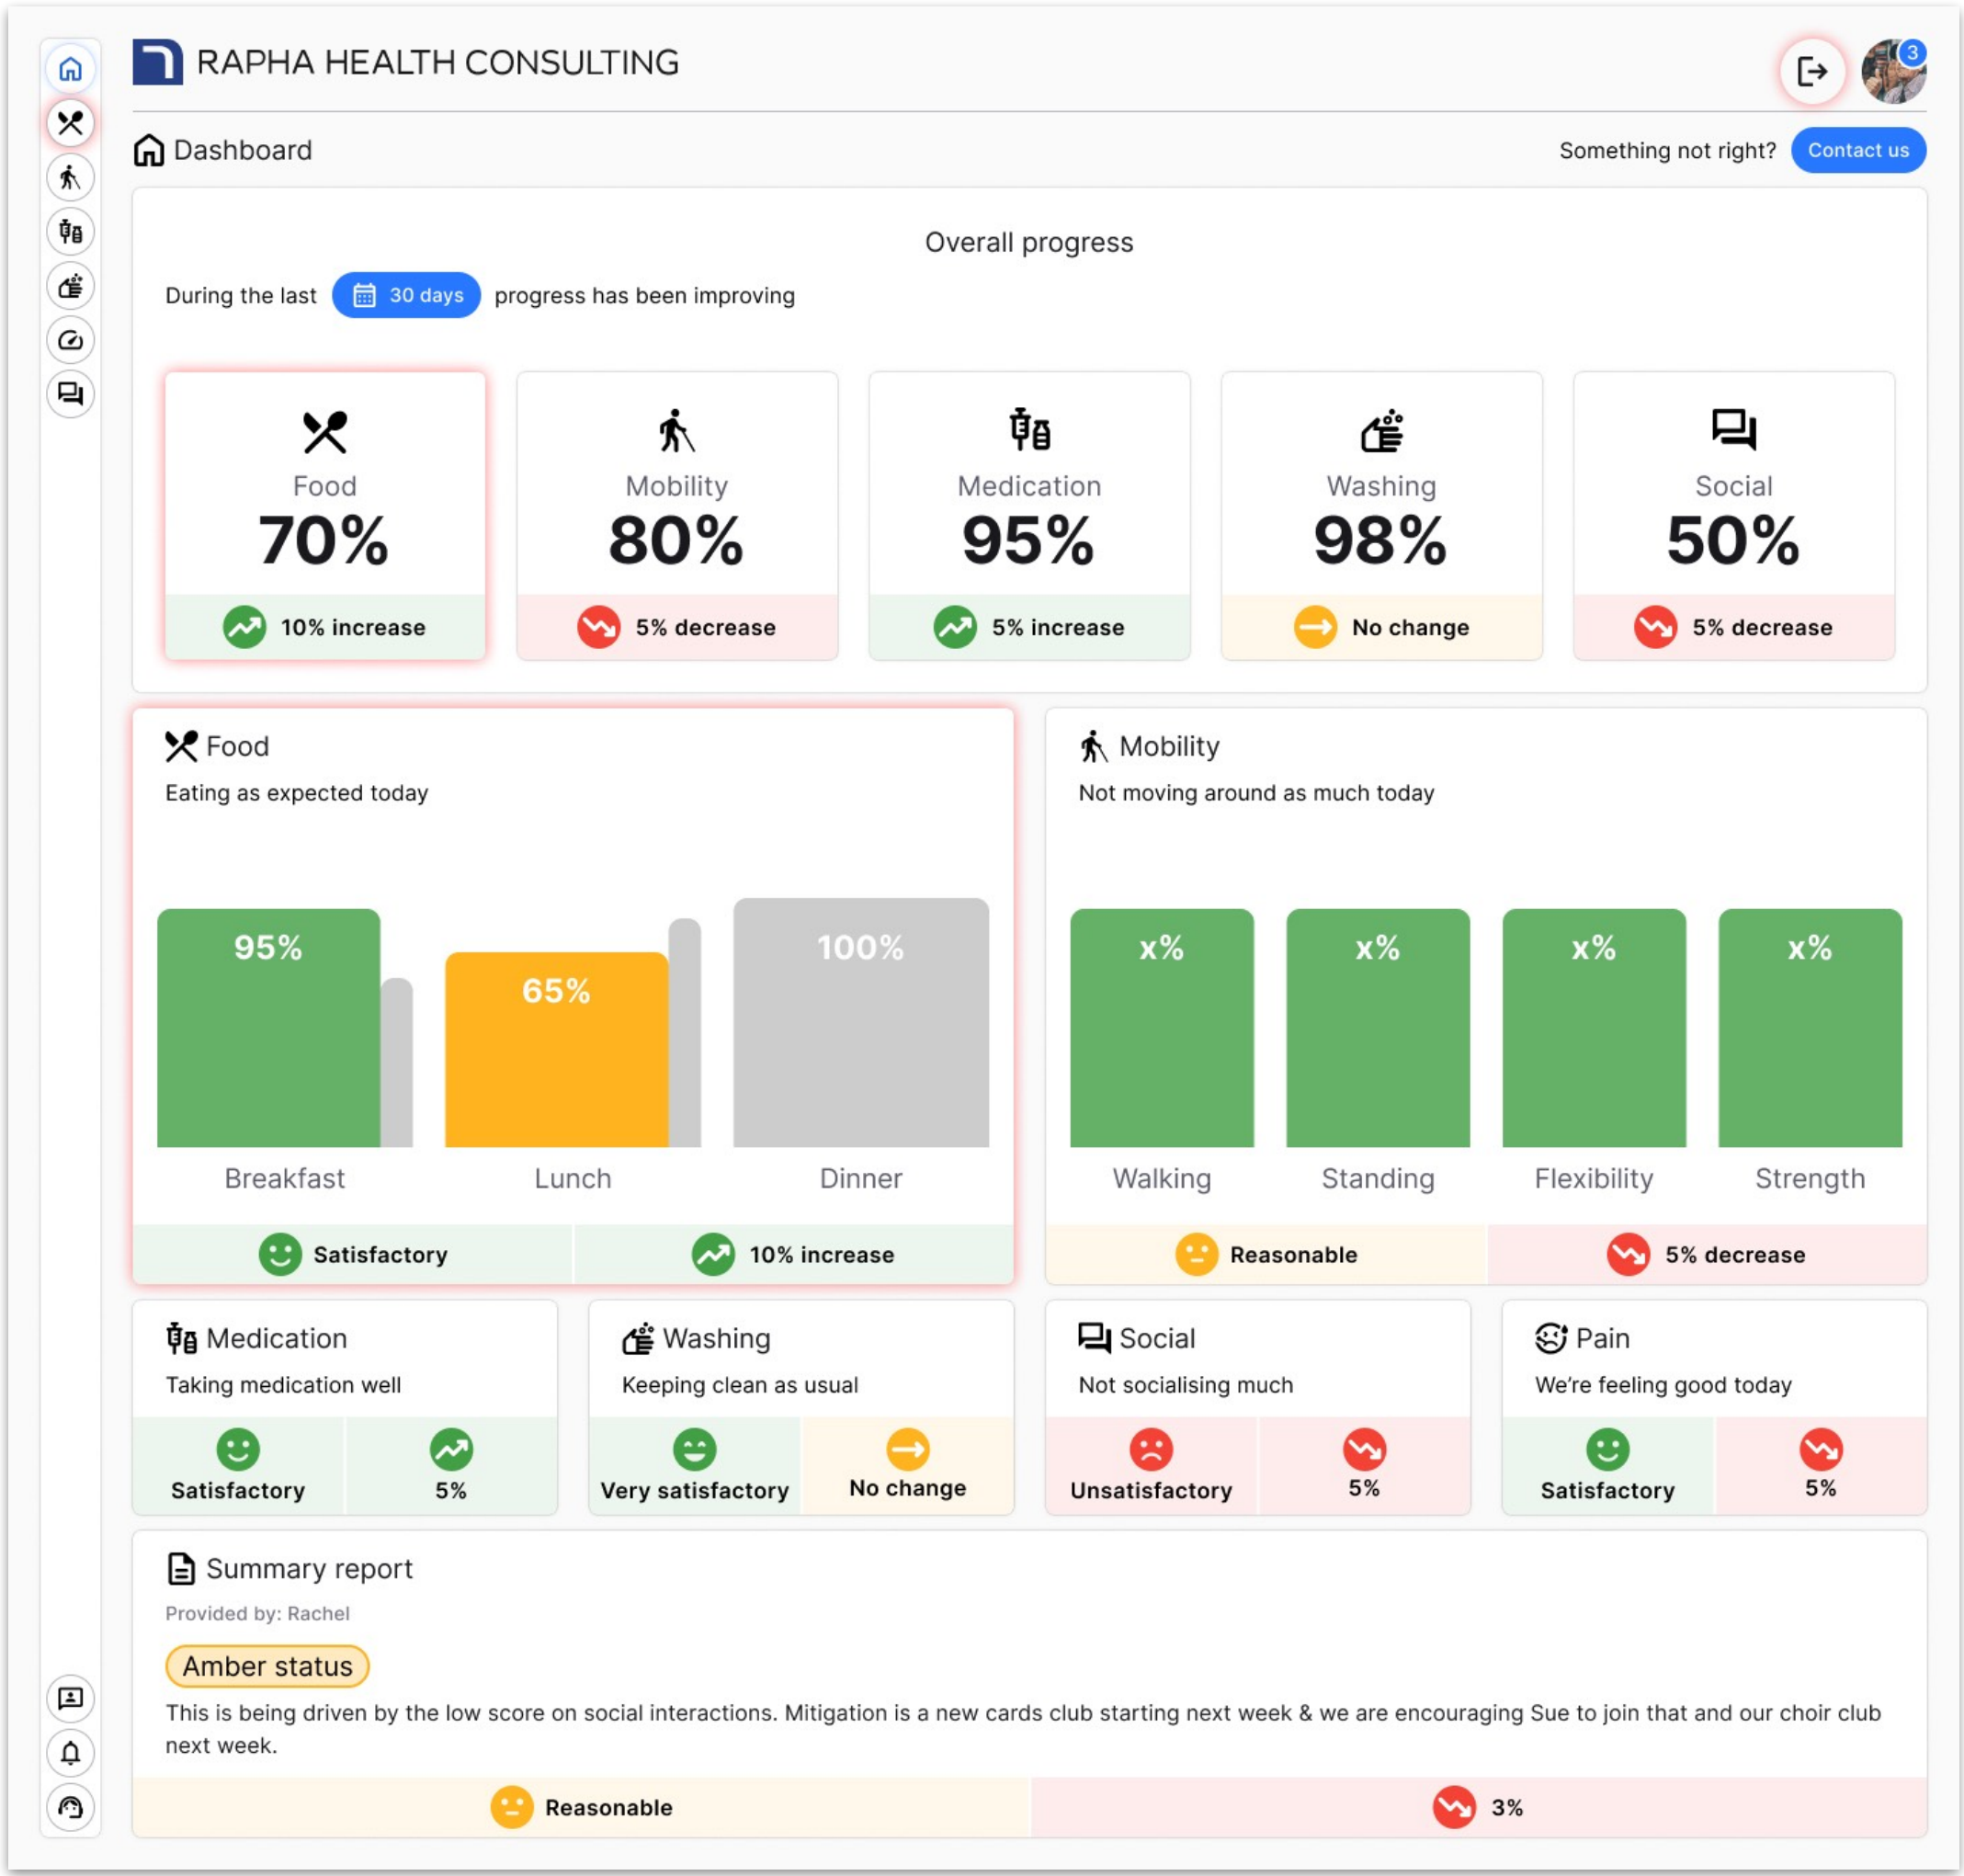 RAPHA HEALTH CONSULTING
3
Dashboard
Something not right? Contact us
Overall progress
During the last 30 days progress has been improving
Food
70%
10% increase
Mobility
80%
5% decrease
Medication
95%
5% increase
Washing
98%
No change
Social
50%
5% decrease
Food
Eating as expected today
95%
65%
100%
Breakfast Lunch Dinner
Satisfactory 10% increase
Mobility
Not moving around as much today
x% x% x% x%
Walking Standing Flexibility Strength
Reasonable 5% decrease
Medication
Taking medication well
Satisfactory 5%
Washing
Keeping clean as usual
Very satisfactory No change
Social
Not socialising much
Unsatisfactory 5%
Pain
We’re feeling good today
Satisfactory 5%
Summary report
Provided by: Rachel
Amber status
This is being driven by the low score on social interactions. Mitigation is a new cards club starting next week & we are encouraging Sue to join that and our choir club
next week.
Reasonable 3%